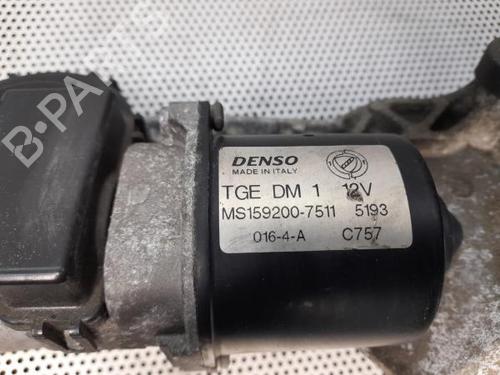 B-PARTS
DENSO
MADE IN ITALY
TGE DM 1 12V
MS159200-7511 5193
016-4-A C757